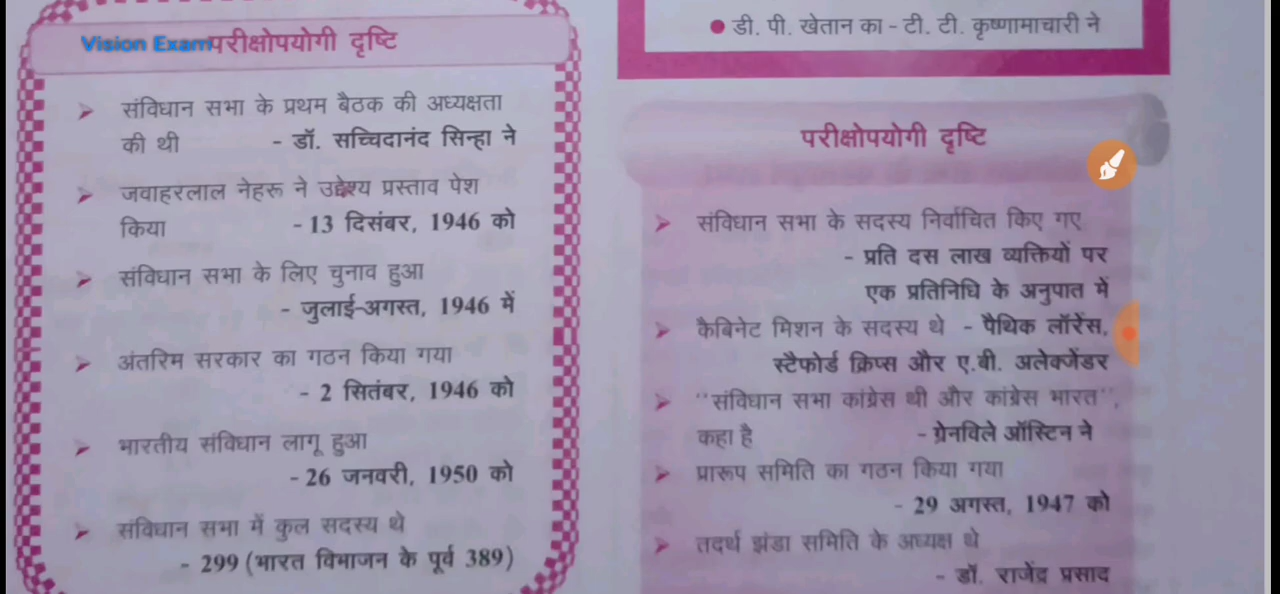 Vision Exam
परीक्षोपयोगी दृष्टि
संविधान सभा के प्रथम बैठक की अध्यक्षता
की थी - डॉ. सच्चिदानंद सिन्हा ने
जवाहरलाल नेहरू ने उद्देश्य प्रस्ताव पेश
किया - 13 दिसंबर, 1946 को
संविधान सभा के लिए चुनाव हुआ
- जुलाई-अगस्त, 1946 में
अंतरिम सरकार का गठन किया गया
- 2 सितंबर, 1946 को
भारतीय संविधान लागू हुआ
- 26 जनवरी, 1950 को
संविधान सभा में कुल सदस्य थे
- 299 (भारत विभाजन के पूर्व 389)
● डी. पी. खेतान का - टी. टी. कृष्णामाचारी ने
परीक्षोपयोगी दृष्टि
संविधान सभा के सदस्य निर्वाचित किए गए
- प्रति दस लाख व्यक्तियों पर
एक प्रतिनिधि के अनुपात में
कैबिनेट मिशन के सदस्य थे - पैथिक लॉरेंस,
स्टैफोर्ड क्रिप्स और ए.बी. अलेक्जेंडर
"संविधान सभा कांग्रेस थी और कांग्रेस भारत",
कहा है - ग्रेनविले ऑस्टिन ने
प्रारूप समिति का गठन किया गया
- 29 अगस्त, 1947 को
तदर्थ झंडा समिति के अध्यक्ष थे
- डॉ. राजेंद्र प्रसाद